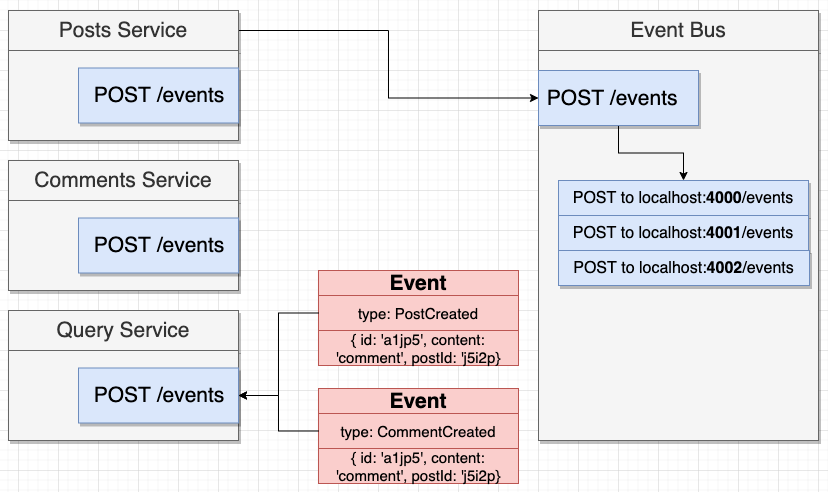 Posts Service
POST /events
Event Bus
POST /events
POST to localhost:4000/events
POST to localhost:4001/events
POST to localhost:4002/events
Comments Service
POST /events
Query Service
POST /events
Event
type: PostCreated
{ id: 'a1jp5', content:
'comment', postId: 'j5i2p}
Event
type: CommentCreated
{ id: 'a1jp5', content:
'comment', postId: 'j5i2p}